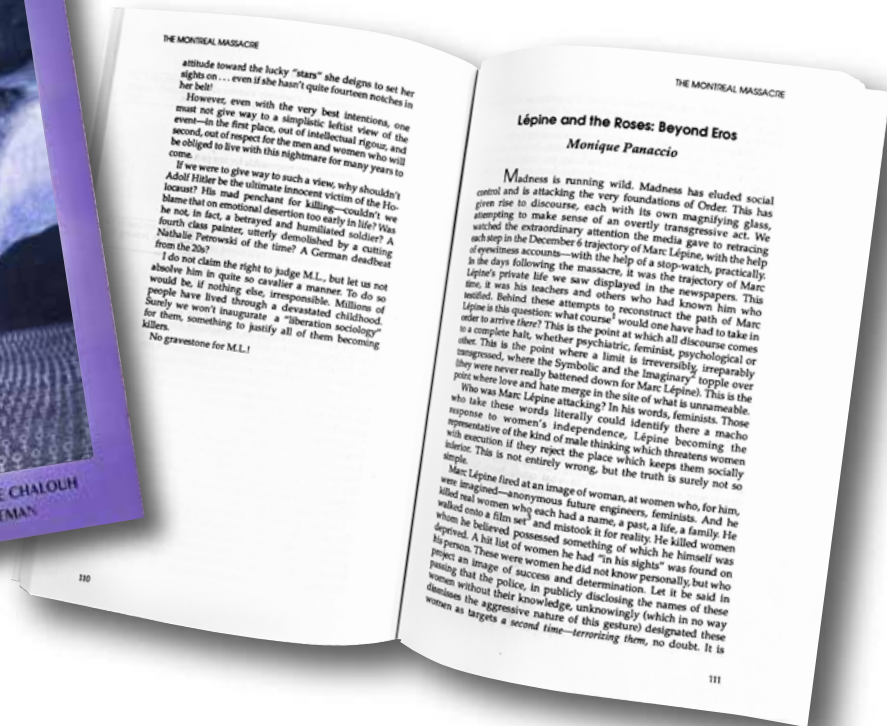 E CHALOUH
TMAN
THE MONTREAL MASSACRE
attitude toward the lucky "stars" she deigns to set her
sights on . . . even if she hasn't quite fourteen notches in
her belt!
However, even with the very best intentions, one
must not give way to a simplistic leftist view of the
event—in the first place, out of intellectual rigour, and
second, out of respect for the men and women who will
be obliged to live with this nightmare for many years to
come.
If we were to give way to such a view, why shouldn't
Adolf Hitler be the ultimate innocent victim of the Ho-
locaust? His mad penchant for killing—couldn't we
blame that on emotional desertion too early in life? Was
he not, in fact, a betrayed and humiliated soldier? A
fourth class painter, utterly demolished by a cutting
Nathalie Petrowski of the time? A German deadbeat
from the 20s?
I do not claim the right to judge M.L., but let us not
absolve him in quite so cavalier a manner. To do so
would be, if nothing else, irresponsible. Millions of
people have lived through a devastated childhood.
Surely we won't inaugurate a "liberation sociology"
for them, something to justify all of them becoming
killers.
No gravestone for M.L.!
110
THE MONTREAL MASSACRE
Lépine and the Roses: Beyond Eros
Monique Panaccio
Madness is running wild. Madness has eluded social
control and is attacking the very foundations of Order. This has
given rise to discourse, each with its own magnifying glass,
attempting to make sense of an overtly transgressive act. We
watched the extraordinary attention the media gave to retracing
each step in the December 6 trajectory of Marc Lépine, with the help
of eyewitness accounts—with the help of a stop-watch, practically.
In the days following the massacre, it was the trajectory of Marc
Lépine's private life we saw displayed in the newspapers. This
time, it was his teachers and others who had known him who
testified. Behind these attempts to reconstruct the path of Marc
Lépine is this question: what course¹ would one have had to take in
order to arrive there? This is the point at which all discourse comes
to a complete halt, whether psychiatric, feminist, psychological or
other. This is the point where a limit is irreversibly, irreparably
transgressed, where the Symbolic and the Imaginary² topple over
(they were never really battened down for Marc Lépine). This is the
point where love and hate merge in the site of what is unnameable.
Who was Marc Lépine attacking? In his words, feminists. Those
who take these words literally could identify there a macho
response to women's independence, Lépine becoming the
representative of the kind of male thinking which threatens women
with execution if they reject the place which keeps them socially
inferior. This is not entirely wrong, but the truth is surely not so
simple.
Marc Lépine fired at an image of woman, at women who, for him,
were imagined—anonymous future engineers, feminists. And he
killed real women who each had a name, a past, a life, a family. He
walked onto a film set³ and mistook it for reality. He killed women
whom he believed possessed something of which he himself was
deprived. A hit list of women he had "in his sights" was found on
his person. These were women he did not know personally, but who
project an image of success and determination. Let it be said in
passing that the police, in publicly disclosing the names of these
women without their knowledge, unknowingly (which in no way
dismisses the aggressive nature of this gesture) designated these
women as targets a second time—terrorizing them, no doubt. It is
111